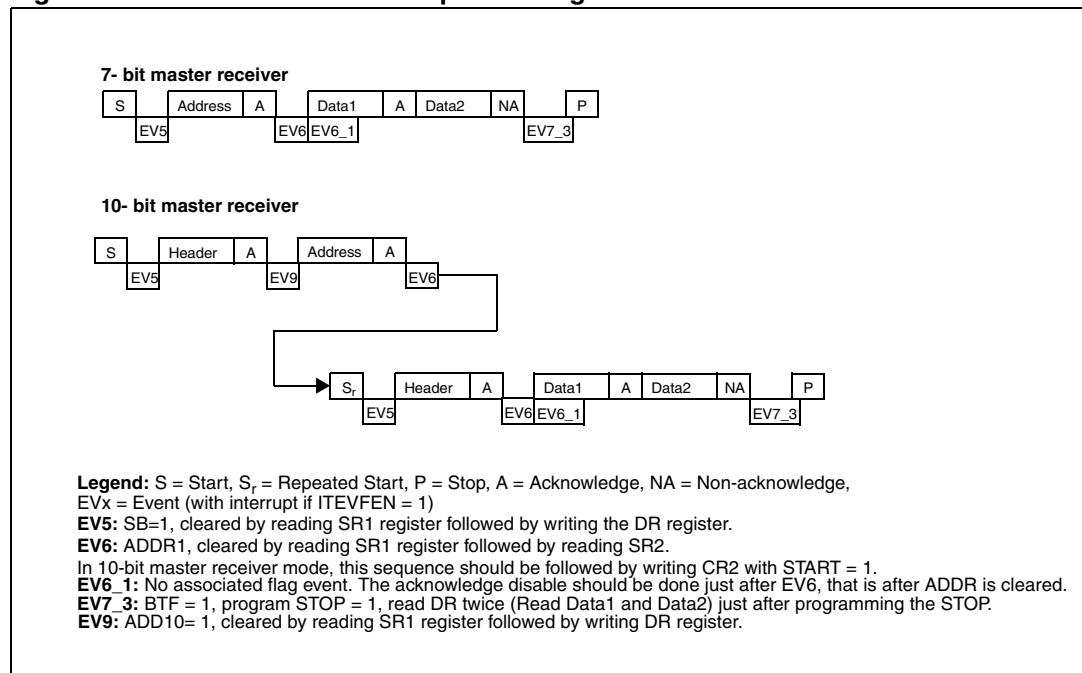 7- bit master receiver
S Address A Data1 A Data2 NA P
EV5 EV6 EV6_1 EV7_3
10- bit master receiver
S Header A Address A
EV5 EV9 EV6
Sr Header A Data1 A Data2 NA P
EV5 EV6 EV6_1 EV7_3
Legend: S = Start, Sr = Repeated Start, P = Stop, A = Acknowledge, NA = Non-acknowledge,
EVx = Event (with interrupt if ITEVFEN = 1)
EV5: SB=1, cleared by reading SR1 register followed by writing the DR register.
EV6: ADDR1, cleared by reading SR1 register followed by reading SR2.
In 10-bit master receiver mode, this sequence should be followed by writing CR2 with START = 1.
EV6_1: No associated flag event. The acknowledge disable should be done just after EV6, that is after ADDR is cleared.
EV7_3: BTF = 1, program STOP = 1, read DR twice (Read Data1 and Data2) just after programming the STOP.
EV9: ADD10= 1, cleared by reading SR1 register followed by writing DR register.